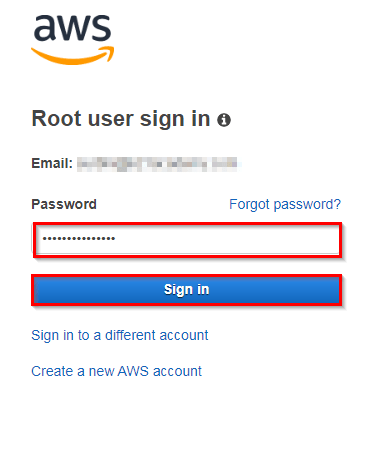 aws
Root user sign in
Email:
Password Forgot password?
•••••••••••••••
Sign in
Sign in to a different account
Create a new AWS account